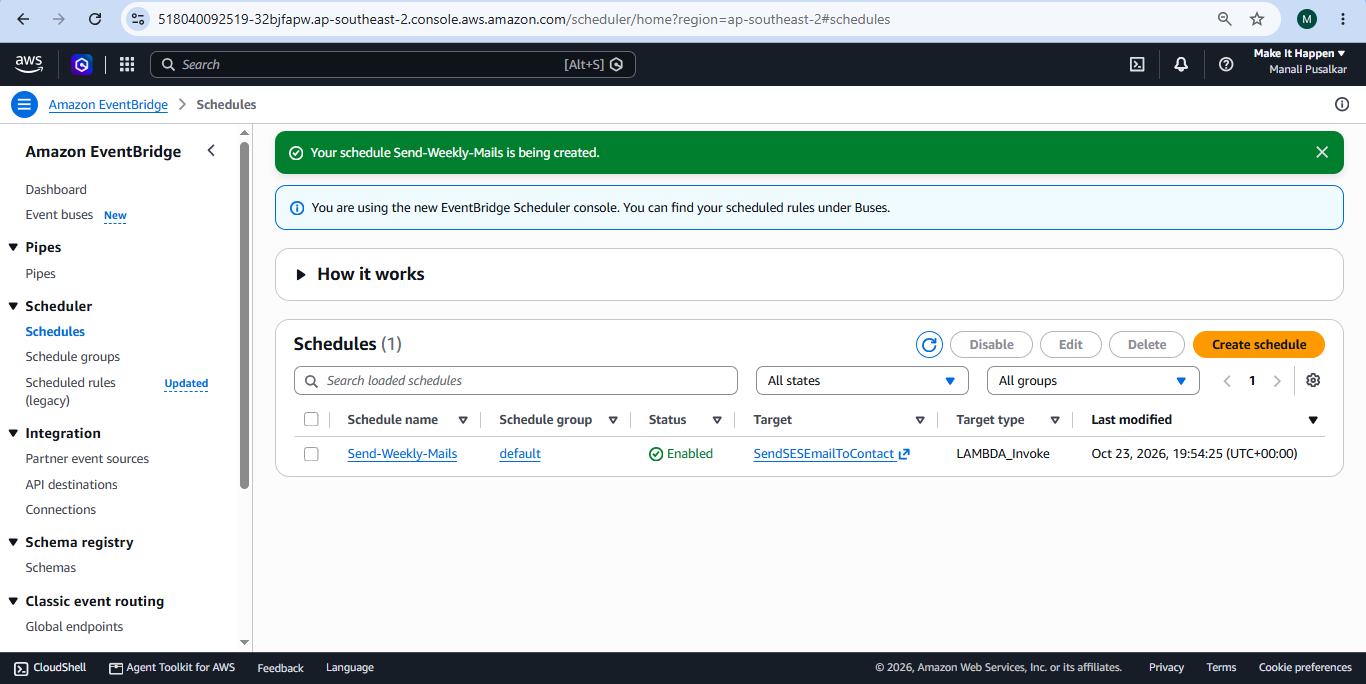 518040092519-32bjfapw.ap-southeast-2.console.aws.amazon.com/scheduler/home?region=ap-southeast-2#schedules
M
aws
Search [Alt+S]
Make It Happen
Manali Pusalkar
Amazon EventBridge
Schedules
Amazon EventBridge
Dashboard
Event buses New
Pipes
Pipes
Scheduler
Schedules
Schedule groups
Scheduled rules Updated
(legacy)
Integration
Partner event sources
API destinations
Connections
Schema registry
Schemas
Classic event routing
Global endpoints
Your schedule Send-Weekly-Mails is being created.
You are using the new EventBridge Scheduler console. You can find your scheduled rules under Buses.
How it works
Schedules (1)
Disable
Edit
Delete
Create schedule
Search loaded schedules
All states
All groups
1
Schedule name Schedule group Status Target Target type Last modified
Send-Weekly-Mails default Enabled SendSESEmailToContact LAMBDA_Invoke Oct 23, 2026, 19:54:25 (UTC+00:00)
CloudShell Agent Toolkit for AWS Feedback Language © 2026, Amazon Web Services, Inc. or its affiliates. Privacy Terms Cookie preferences